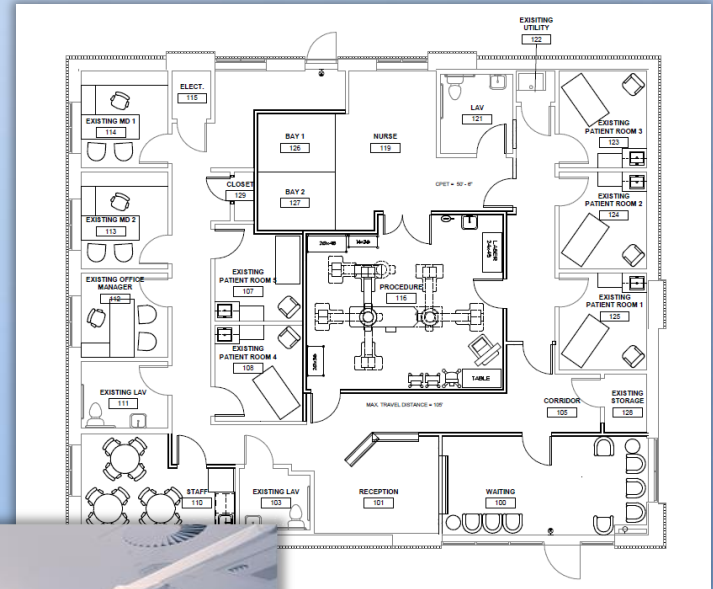 EXISITING
UTILITY
122
ELECT.
115
EXISTING MD 1
114
LAV
121
EXISTING
PATIENT ROOM 3
123
BAY 1
126
NURSE
119
CLOSET
129
BAY 2
127
CPET = 50' - 6"
EXISTING
PATIENT ROOM 2
124
EXISTING MD 2
113
LASER
EXISTING OFFICE
MANAGER
112
EXISTING
PATIENT ROOM 5
107
PROCEDURE
116
EXISTING
PATIENT ROOM 1
125
EXISTING
PATIENT ROOM 4
108
TABLE
EXISTING LAV
111
MAX. TRAVEL DISTANCE = 108'
CORRIDOR
105
EXISTING
STORAGE
128
STAFF
110
EXISTING LAV
103
RECEPTION
101
WAITING
100